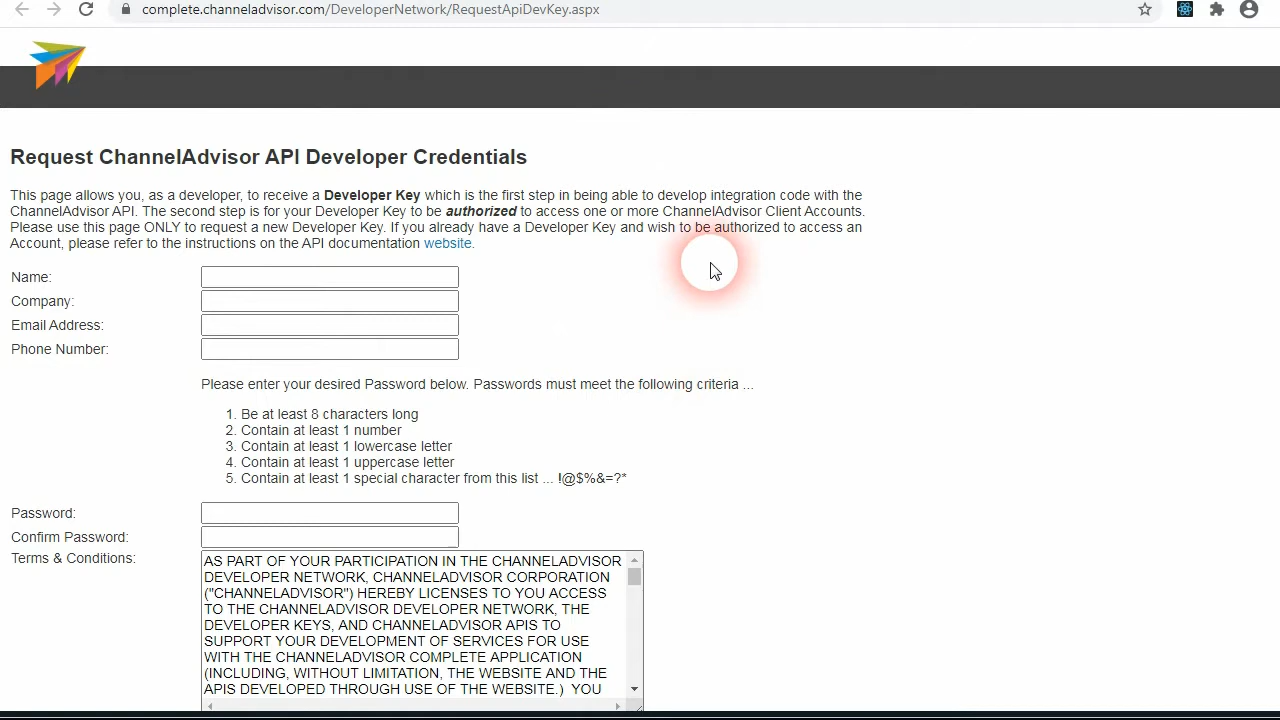 complete.channeladvisor.com/DeveloperNetwork/RequestApiDevKey.aspx
Request ChannelAdvisor API Developer Credentials
This page allows you, as a developer, to receive a Developer Key which is the first step in being able to develop integration code with the
ChannelAdvisor API. The second step is for your Developer Key to be authorized to access one or more ChannelAdvisor Client Accounts.
Please use this page ONLY to request a new Developer Key. If you already have a Developer Key and wish to be authorized to access an
Account, please refer to the instructions on the API documentation website.
Name:
Company:
Email Address:
Phone Number:
Please enter your desired Password below. Passwords must meet the following criteria ...
1. Be at least 8 characters long
2. Contain at least 1 number
3. Contain at least 1 lowercase letter
4. Contain at least 1 uppercase letter
5. Contain at least 1 special character from this list ... !@$%&=?*
Password:
Confirm Password:
Terms & Conditions:
AS PART OF YOUR PARTICIPATION IN THE CHANNELADVISOR
DEVELOPER NETWORK, CHANNELADVISOR CORPORATION
("CHANNELADVISOR") HEREBY LICENSES TO YOU ACCESS
TO THE CHANNELADVISOR DEVELOPER NETWORK, THE
DEVELOPER KEYS, AND CHANNELADVISOR APIS TO
SUPPORT YOUR DEVELOPMENT OF SERVICES FOR USE
WITH THE CHANNELADVISOR COMPLETE APPLICATION
(INCLUDING, WITHOUT LIMITATION, THE WEBSITE AND THE
APIS DEVELOPED THROUGH USE OF THE WEBSITE.) YOU